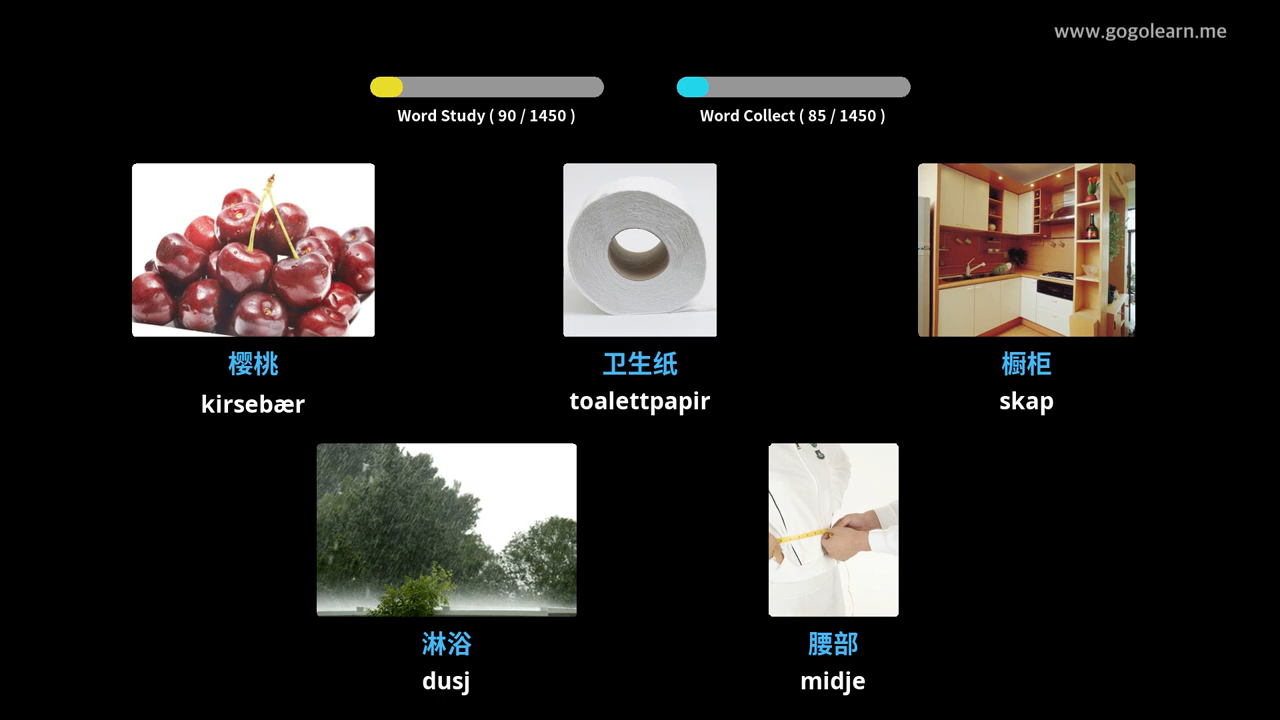 www.gogolearn.me
Word Study ( 90 / 1450 )
Word Collect ( 85 / 1450 )
樱桃
kirsebær
卫生纸
toalettpapir
橱柜
skap
淋浴
dusj
腰部
midje